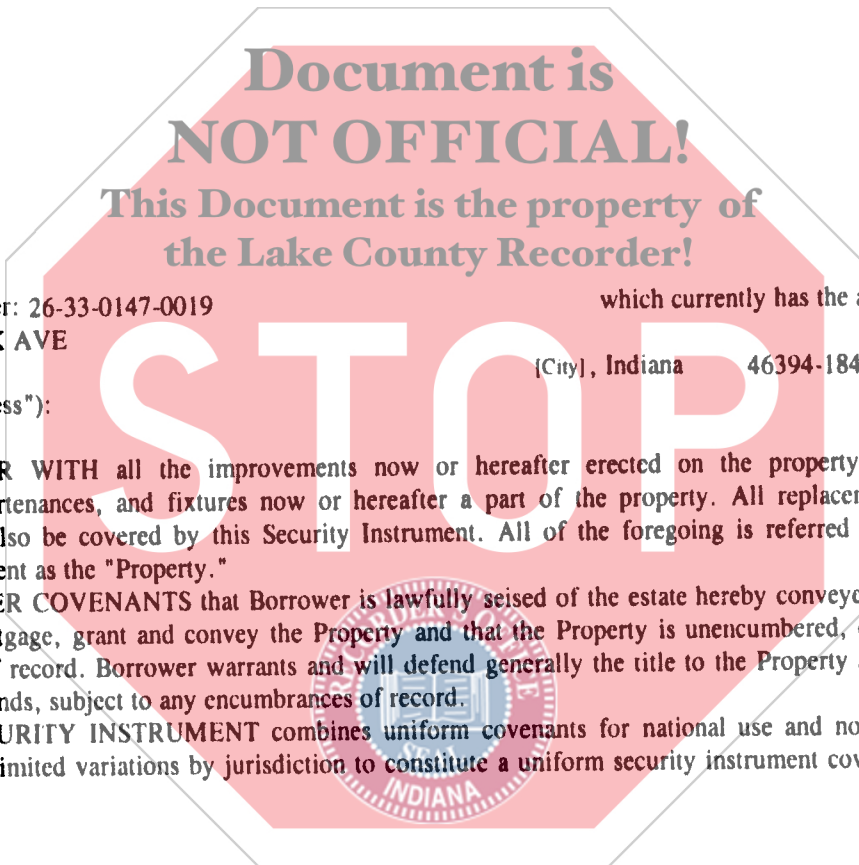 Document is
NOT OFFICIAL!
This Document is the property of
the Lake County Recorder!
er: 26-33-0147-0019 which currently has the a
K AVE
[City], Indiana 46394-184
ess"):
STOP
R WITH all the improvements now or hereafter erected on the property
rtenances, and fixtures now or hereafter a part of the property. All replacem
lso be covered by this Security Instrument. All of the foregoing is referred
ent as the "Property."
ER COVENANTS that Borrower is lawfully seised of the estate hereby conveyed
tgage, grant and convey the Property and that the Property is unencumbered,
f record. Borrower warrants and will defend generally the title to the Property
nds, subject to any encumbrances of record.
URITY INSTRUMENT combines uniform covenants for national use and no
imited variations by jurisdiction to constitute a uniform security instrument cov
SEAL
INDIANA